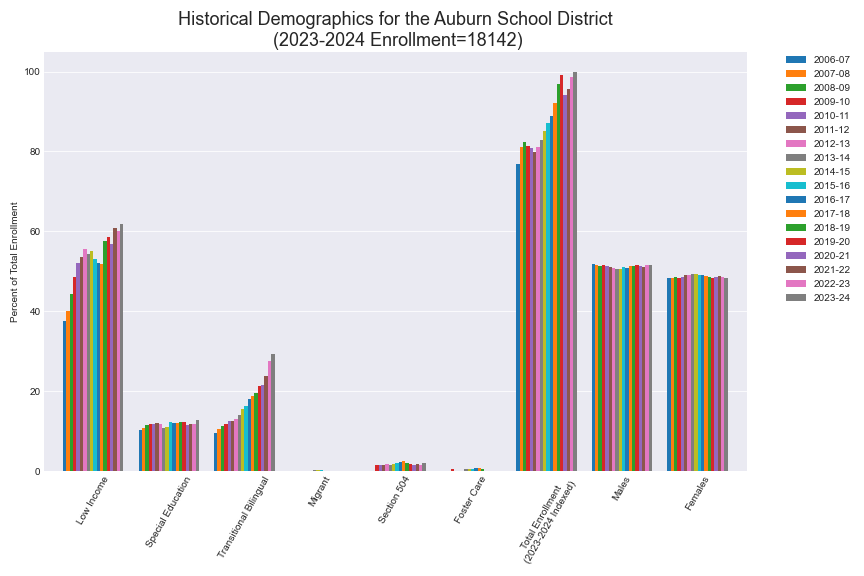 Historical Demographics for the Auburn School District
(2023-2024 Enrollment=18142)
Percent of Total Enrollment
100
80
60
40
20
0
Low Income
Special Education
Transitional Bilingual
Migrant
Section 504
Foster Care
Total Enrollment
(2023-2024 Indexed)
Males
Females
2006-07
2007-08
2008-09
2009-10
2010-11
2011-12
2012-13
2013-14
2014-15
2015-16
2016-17
2017-18
2018-19
2019-20
2020-21
2021-22
2022-23
2023-24